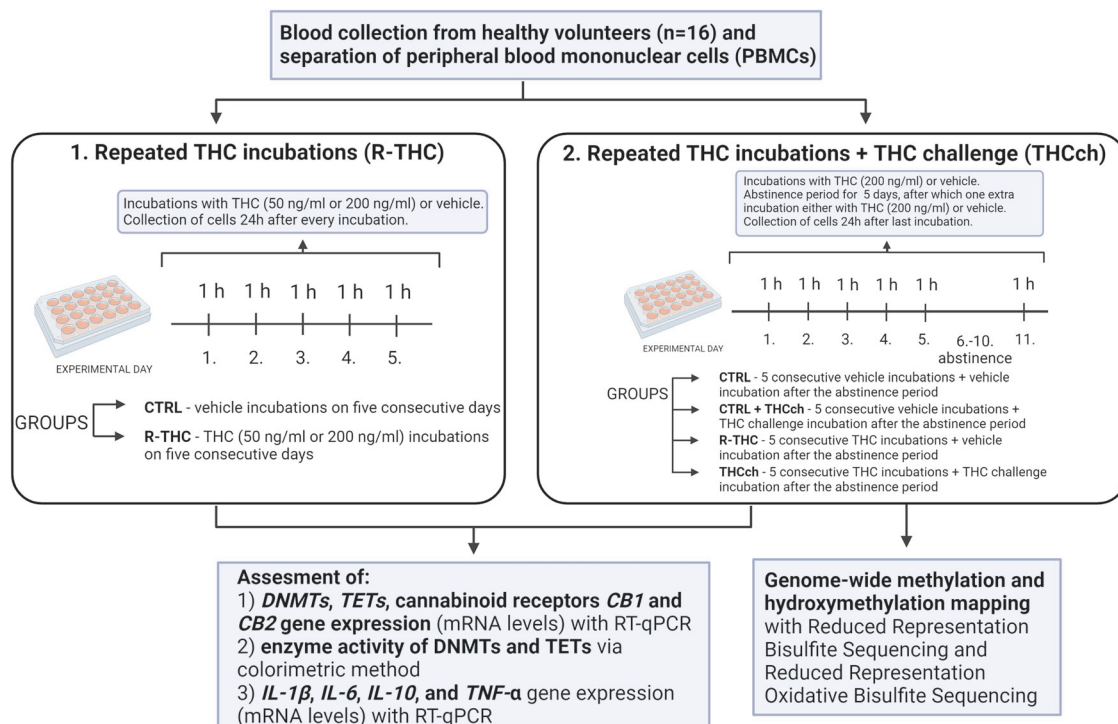 Blood collection from healthy volunteers (n=16) and
separation of peripheral blood mononuclear cells (PBMCs)
1. Repeated THC incubations (R-THC)
Incubations with THC (50 ng/ml or 200 ng/ml) or vehicle.
Collection of cells 24h after every incubation.
1 h 1 h 1 h 1 h 1 h
1. 2. 3. 4. 5.
EXPERIMENTAL DAY
GROUPS
CTRL - vehicle incubations on five consecutive days
R-THC - THC (50 ng/ml or 200 ng/ml) incubations
on five consecutive days
2. Repeated THC incubations + THC challenge (THCch)
Incubations with THC (200 ng/ml) or vehicle.
Abstinence period for 5 days, after which one extra
incubation either with THC (200 ng/ml) or vehicle.
Collection of cells 24h after last incubation.
1 h 1 h 1 h 1 h 1 h 1 h
1. 2. 3. 4. 5. 6.-10. 11.
abstinence
EXPERIMENTAL DAY
GROUPS
CTRL - 5 consecutive vehicle incubations + vehicle
incubation after the abstinence period
CTRL + THCch - 5 consecutive vehicle incubations +
THC challenge incubation after the abstinence period
R-THC - 5 consecutive THC incubations + vehicle
incubation after the abstinence period
THCch - 5 consecutive THC incubations + THC challenge
incubation after the abstinence period
Assesment of:
1) DNMTs, TETs, cannabinoid receptors CB1 and
CB2 gene expression (mRNA levels) with RT-qPCR
2) enzyme activity of DNMTs and TETs via
colorimetric method
3) IL-1β, IL-6, IL-10, and TNF-α gene expression
(mRNA levels) with RT-qPCR
Genome-wide methylation and
hydroxymethylation mapping
with Reduced Representation
Bisulfite Sequencing and
Reduced Representation
Oxidative Bisulfite Sequencing